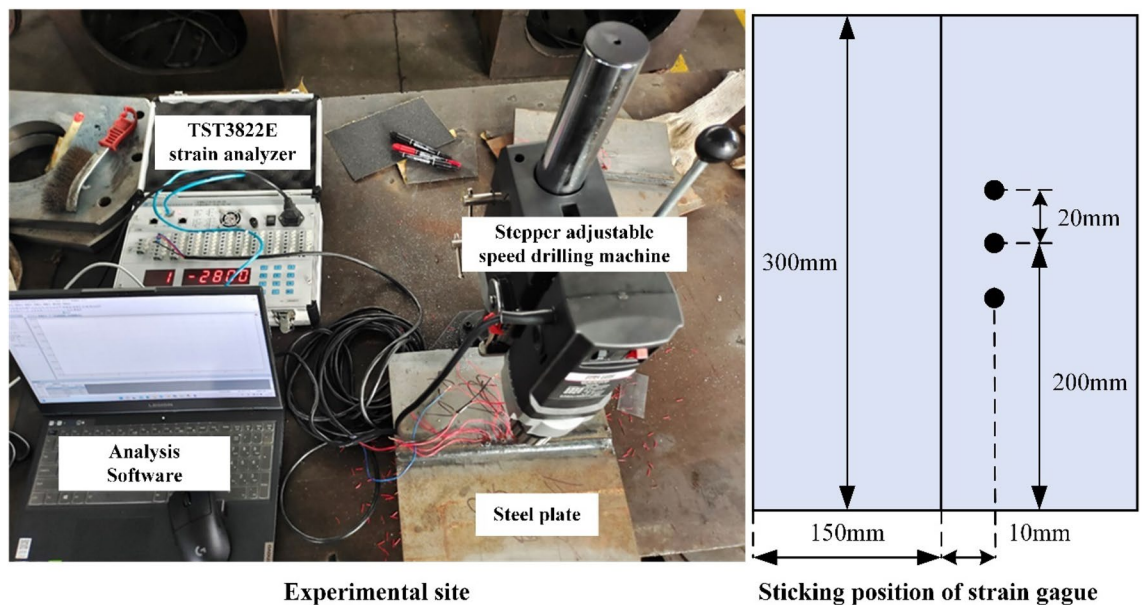 TST3822E
strain analyzer
Stepper adjustable
speed drilling machine
1 -2800
Analysis
Software
Steel plate
300mm
20mm
200mm
150mm
10mm
Experimental site
Sticking position of strain gague